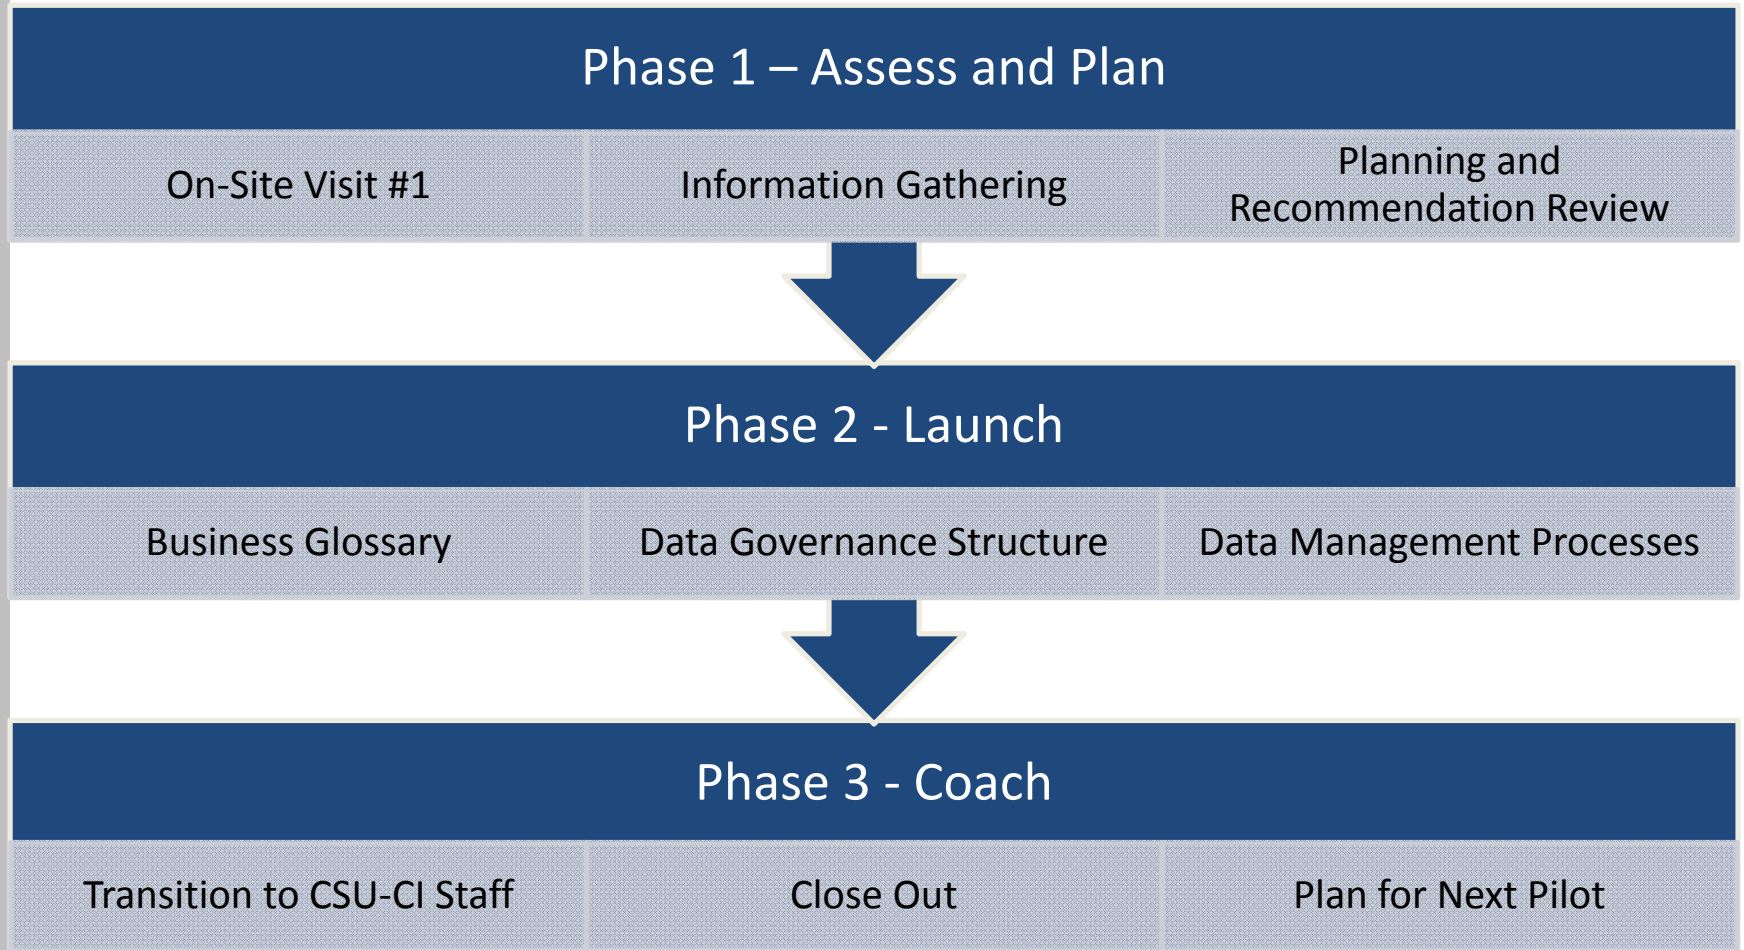 Phase 1 – Assess and Plan
On-Site Visit #1
Information Gathering
Planning and
Recommendation Review
Phase 2 - Launch
Business Glossary
Data Governance Structure
Data Management Processes
Phase 3 - Coach
Transition to CSU-CI Staff
Close Out
Plan for Next Pilot